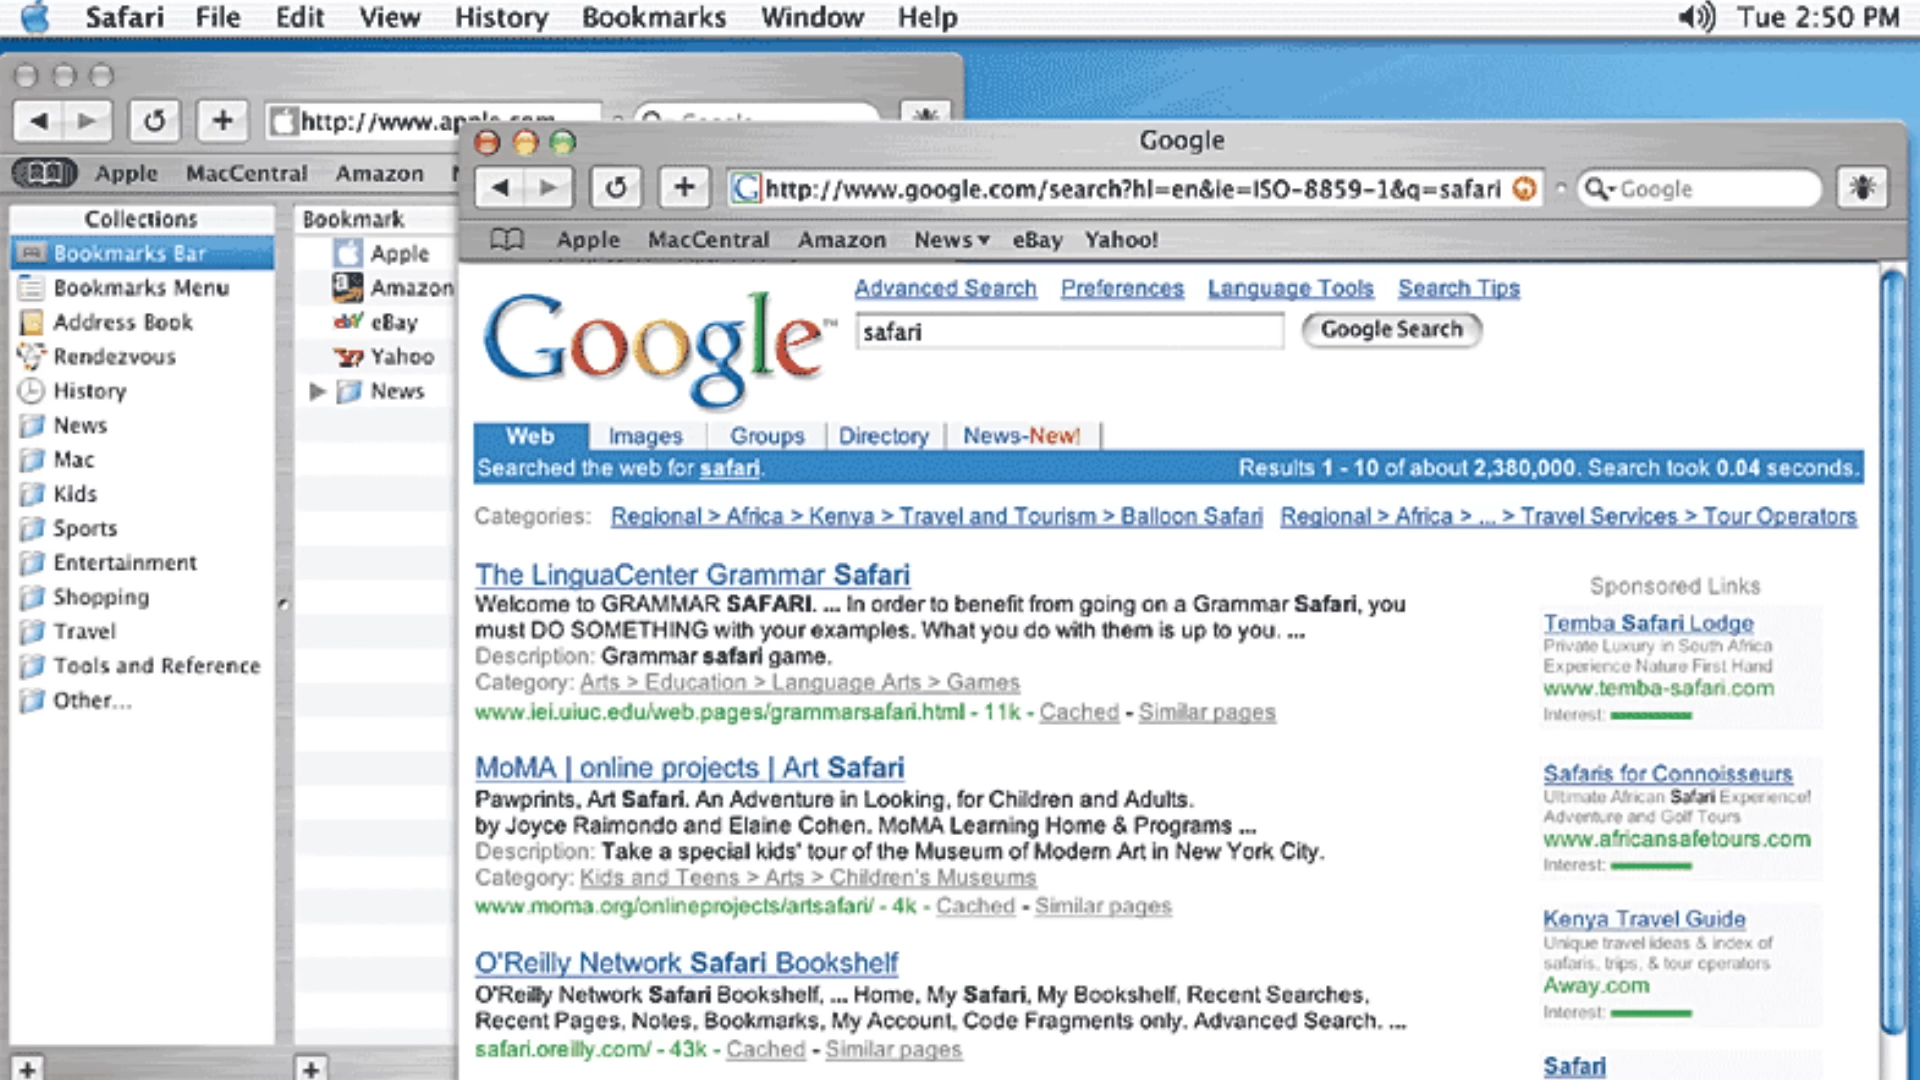 Safari File Edit View History Bookmarks Window Help Tue 2:50 PM
http://www.apple.com Google
Apple MacCentral Amazon
Collections
Bookmarks Bar
Bookmarks Menu
Address Book
Rendezvous
History
News
Mac
Kids
Sports
Entertainment
Shopping
Travel
Tools and Reference
Other...
Bookmark
Apple
Amazon
eBay
Yahoo
News
Google
http://www.google.com/search?hl=en&ie=ISO-8859-1&q=safari Google
Apple MacCentral Amazon News eBay Yahoo!
Google™
Advanced Search Preferences Language Tools Search Tips
safari Google Search
Web Images Groups Directory News-New!
Searched the web for safari. Results 1 - 10 of about 2,380,000. Search took 0.04 seconds.
Categories: Regional > Africa > Kenya > Travel and Tourism > Balloon Safari Regional > Africa > ... > Travel Services > Tour Operators
The LinguaCenter Grammar Safari
Welcome to GRAMMAR SAFARI. ... In order to benefit from going on a Grammar Safari, you
must DO SOMETHING with your examples. What you do with them is up to you. ...
Description: Grammar safari game.
Category: Arts > Education > Language Arts > Games
www.iei.uiuc.edu/web.pages/grammarsafari.html - 11k - Cached - Similar pages
MoMA | online projects | Art Safari
Pawprints, Art Safari. An Adventure in Looking, for Children and Adults.
by Joyce Raimondo and Elaine Cohen. MoMA Learning Home & Programs ...
Description: Take a special kids' tour of the Museum of Modern Art in New York City.
Category: Kids and Teens > Arts > Children's Museums
www.moma.org/onlineprojects/artsafari/ - 4k - Cached - Similar pages
O'Reilly Network Safari Bookshelf
O'Reilly Network Safari Bookshelf, ... Home, My Safari, My Bookshelf, Recent Searches,
Recent Pages, Notes, Bookmarks, My Account, Code Fragments only. Advanced Search. ...
safari.oreilly.com/ - 43k - Cached - Similar pages
Sponsored Links
Temba Safari Lodge
Private Luxury in South Africa
Experience Nature First Hand
www.temba-safari.com
Interest:
Safaris for Connoisseurs
Ultimate African Safari Experience!
Adventure and Golf Tours
www.africansafetours.com
Interest:
Kenya Travel Guide
Unique travel ideas & index of
safaris, trips, & tour operators
Away.com
Interest:
Safari